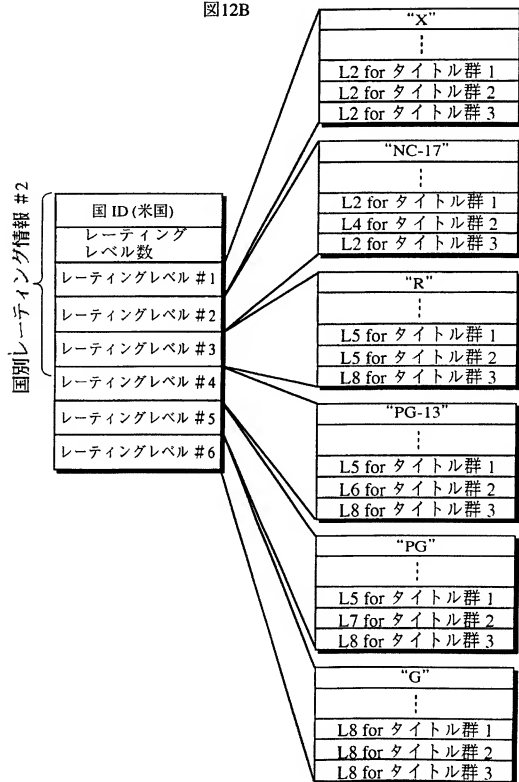 図12B
国別レーティング情報 #2
国 ID (米国)
レーティング
レベル数
レーティングレベル #1
レーティングレベル #2
レーティングレベル #3
レーティングレベル #4
レーティングレベル #5
レーティングレベル #6
“X”
L2 for タイトル群 1
L2 for タイトル群 2
L2 for タイトル群 3
“NC-17”
L2 for タイトル群 1
L4 for タイトル群 2
L2 for タイトル群 3
“R”
L5 for タイトル群 1
L5 for タイトル群 2
L8 for タイトル群 3
“PG-13”
L5 for タイトル群 1
L6 for タイトル群 2
L8 for タイトル群 3
“PG”
L5 for タイトル群 1
L7 for タイトル群 2
L8 for タイトル群 3
“G”
L8 for タイトル群 1
L8 for タイトル群 2
L8 for タイトル群 3